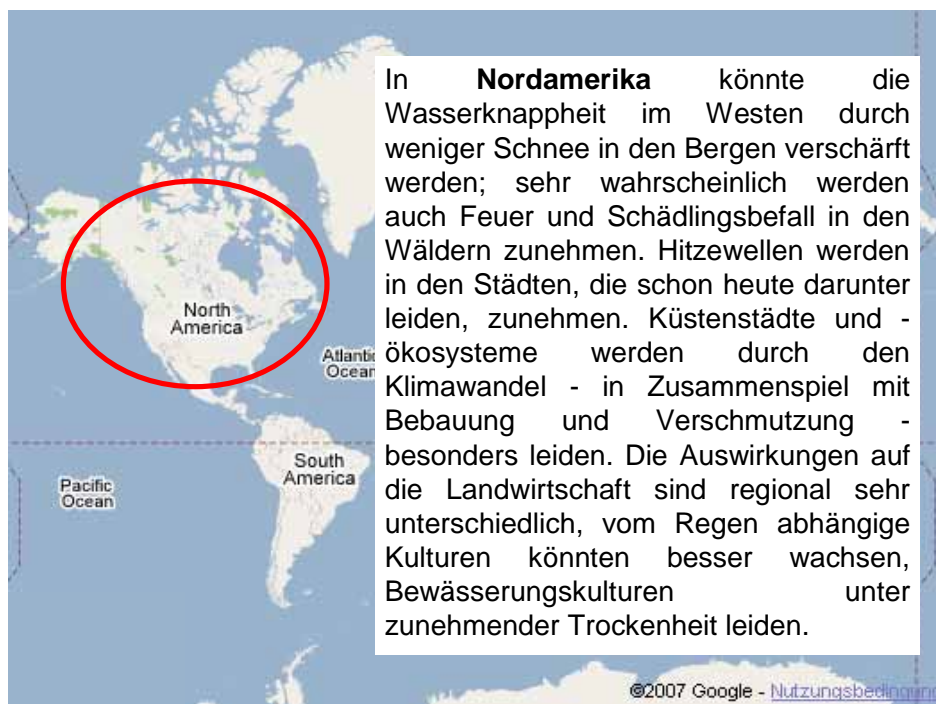 In Nordamerika könnte die
Wasserknappheit im Westen durch
weniger Schnee in den Bergen verschärft
werden; sehr wahrscheinlich werden
auch Feuer und Schädlingsbefall in den
Wäldern zunehmen. Hitzewellen werden
in den Städten, die schon heute darunter
leiden, zunehmen. Küstenstädte und -
ökosysteme werden durch den
Klimawandel - in Zusammenspiel mit
Bebauung und Verschmutzung -
besonders leiden. Die Auswirkungen auf
die Landwirtschaft sind regional sehr
unterschiedlich, vom Regen abhängige
Kulturen könnten besser wachsen,
Bewässerungskulturen unter
zunehmender Trockenheit leiden.
North
America
Atlantic
Ocean
South
America
Pacific
Ocean
©2007 Google - Nutzungsbedingung